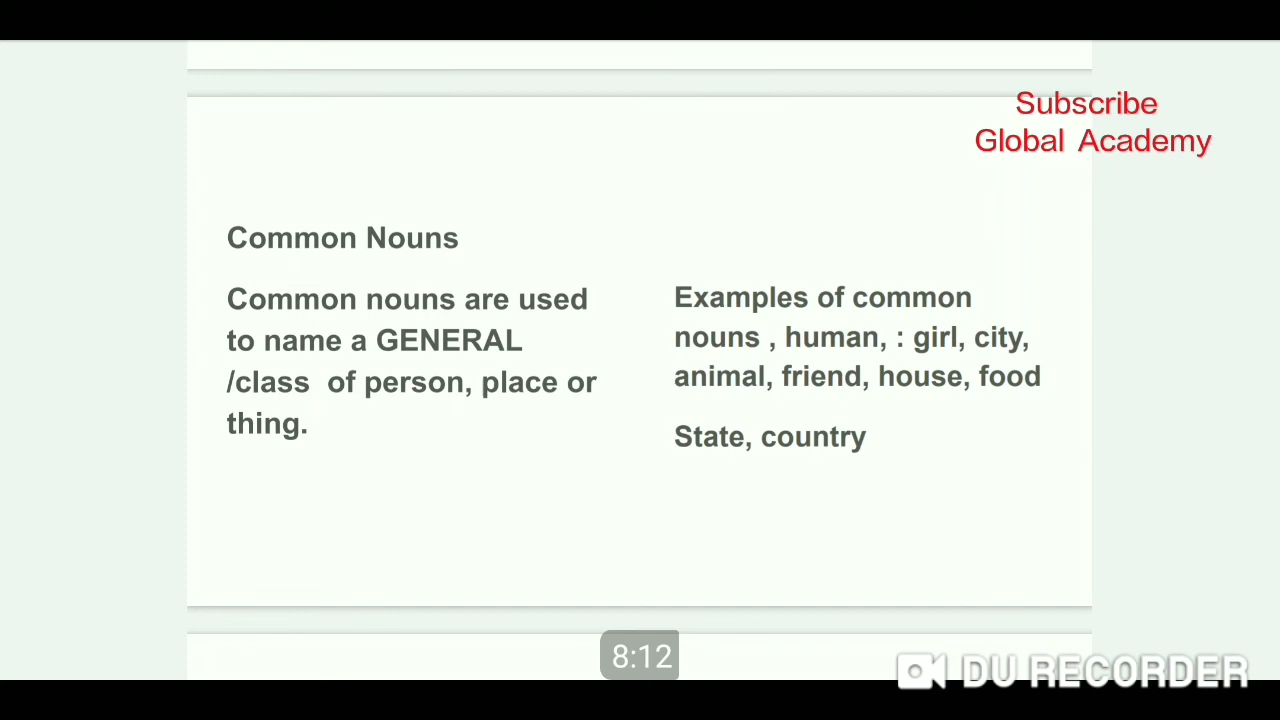 Subscribe
Global Academy
Common Nouns
Common nouns are used
to name a GENERAL
/class of person, place or
thing.
Examples of common
nouns , human, : girl, city,
animal, friend, house, food
State, country
8:12
DU RECORDER